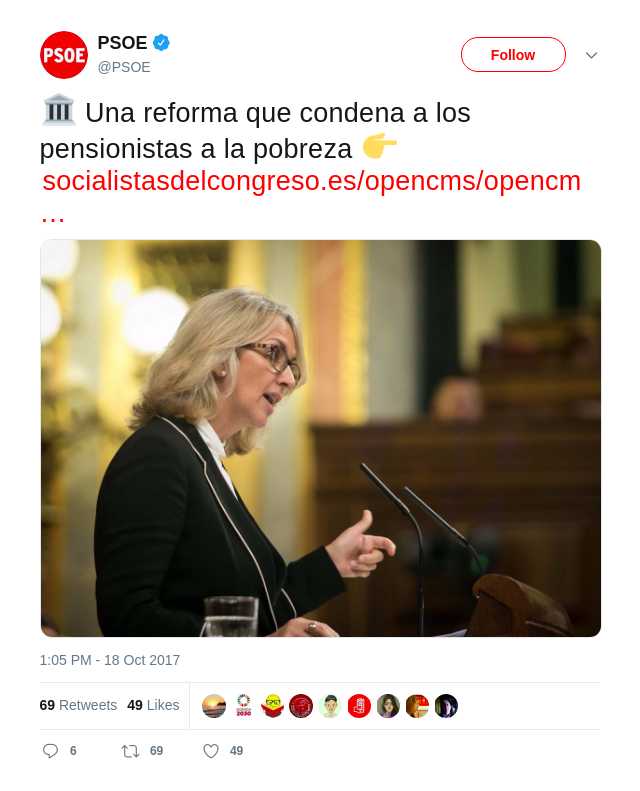 PSOE
PSOE
@PSOE
Follow
Una reforma que condena a los
pensionistas a la pobreza
socialistasdelcongreso.es/opencms/opencm
…
1:05 PM - 18 Oct 2017
69 Retweets 49 Likes
2030
6 69 49